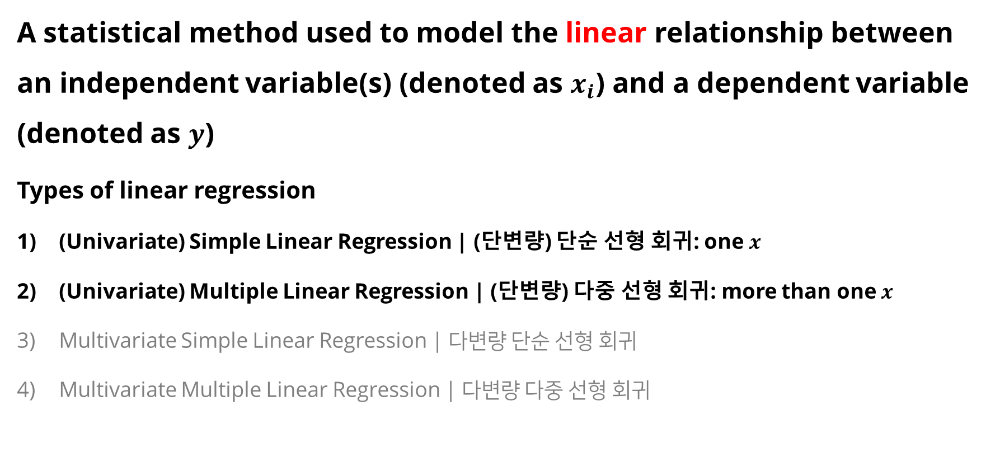 A statistical method used to model the linear relationship between
an independent variable(s) (denoted as xᵢ) and a dependent variable
(denoted as y)
Types of linear regression
1) (Univariate) Simple Linear Regression | (단변량) 단순 선형 회귀: one x
2) (Univariate) Multiple Linear Regression | (단변량) 다중 선형 회귀: more than one x
3) Multivariate Simple Linear Regression | 다변량 단순 선형 회귀
4) Multivariate Multiple Linear Regression | 다변량 다중 선형 회귀